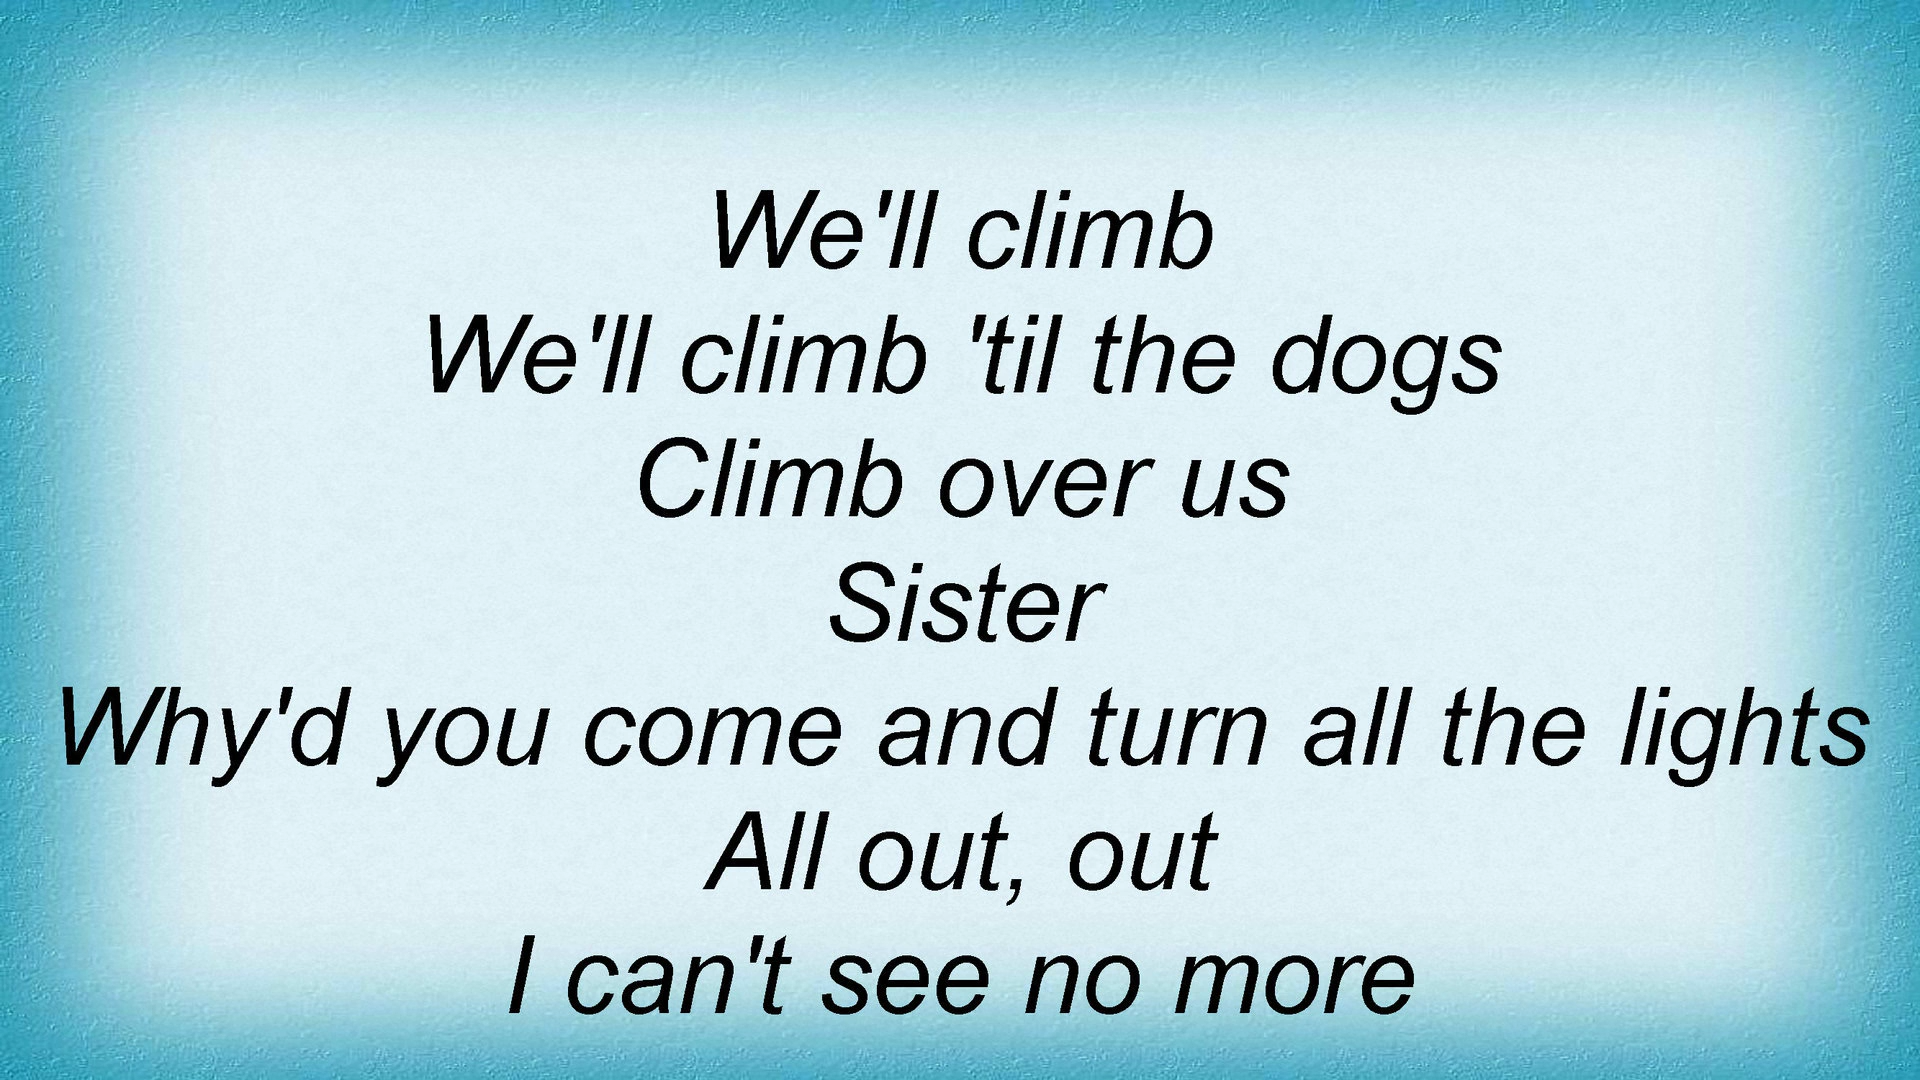 We'll climb
We'll climb 'til the dogs
Climb over us
Sister
Why'd you come and turn all the lights
All out, out
I can't see no more